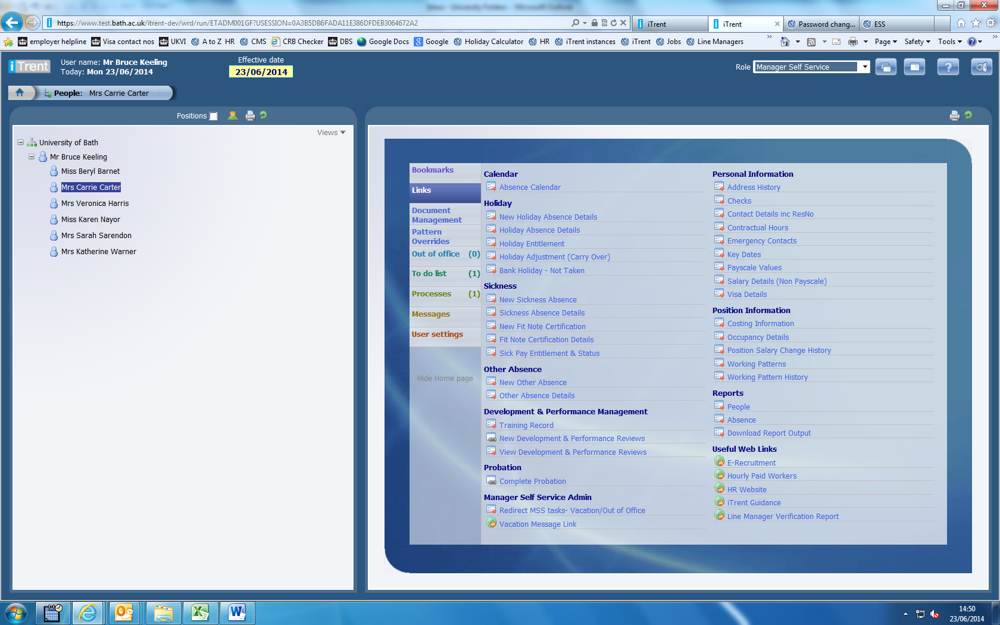 https://www.test.bath.ac.uk/itrent-dev/wrd/run/ETADM001GF?USESSION=0A3B5DB6FADA11E386DFDEB3064672A2
iTrent
iTrent
Password chang...
ESS
employer helpline
Visa contact nos
UKVI
A to Z HR
CMS
CRB Checker
DBS
Google Docs
Google
Holiday Calculator
HR
iTrent instances
iTrent
Jobs
Line Managers
Page
Safety
Tools
iTrent
User name: Mr Bruce Keeling
Today: Mon 23/06/2014
Effective date
23/06/2014
Role
Manager Self Service
People: Mrs Carrie Carter
Positions
Views
University of Bath
Mr Bruce Keeling
Miss Beryl Barnet
Mrs Carrie Carter
Mrs Veronica Harris
Miss Karen Nayor
Mrs Sarah Sarendon
Mrs Katherine Warner
Bookmarks
Links
Document
Management
Pattern
Overrides
Out of office (0)
To do list (1)
Processes (1)
Messages
User settings
Hide Home page
Calendar
Absence Calendar
Holiday
New Holiday Absence Details
Holiday Absence Details
Holiday Entitlement
Holiday Adjustment (Carry Over)
Bank Holiday - Not Taken
Sickness
New Sickness Absence
Sickness Absence Details
New Fit Note Certification
Fit Note Certification Details
Sick Pay Entitlement & Status
Other Absence
New Other Absence
Other Absence Details
Development & Performance Management
Training Record
New Development & Performance Reviews
View Development & Performance Reviews
Probation
Complete Probation
Manager Self Service Admin
Redirect MSS tasks- Vacation/Out of Office
Vacation Message Link
Personal Information
Address History
Checks
Contact Details inc ResNo
Contractual Hours
Emergency Contacts
Key Dates
Payscale Values
Salary Details (Non Payscale)
Visa Details
Position Information
Costing Information
Occupancy Details
Position Salary Change History
Working Patterns
Working Pattern History
Reports
People
Absence
Download Report Output
Useful Web Links
E-Recruitment
Hourly Paid Workers
HR Website
iTrent Guidance
Line Manager Verification Report
14:50
23/06/2014